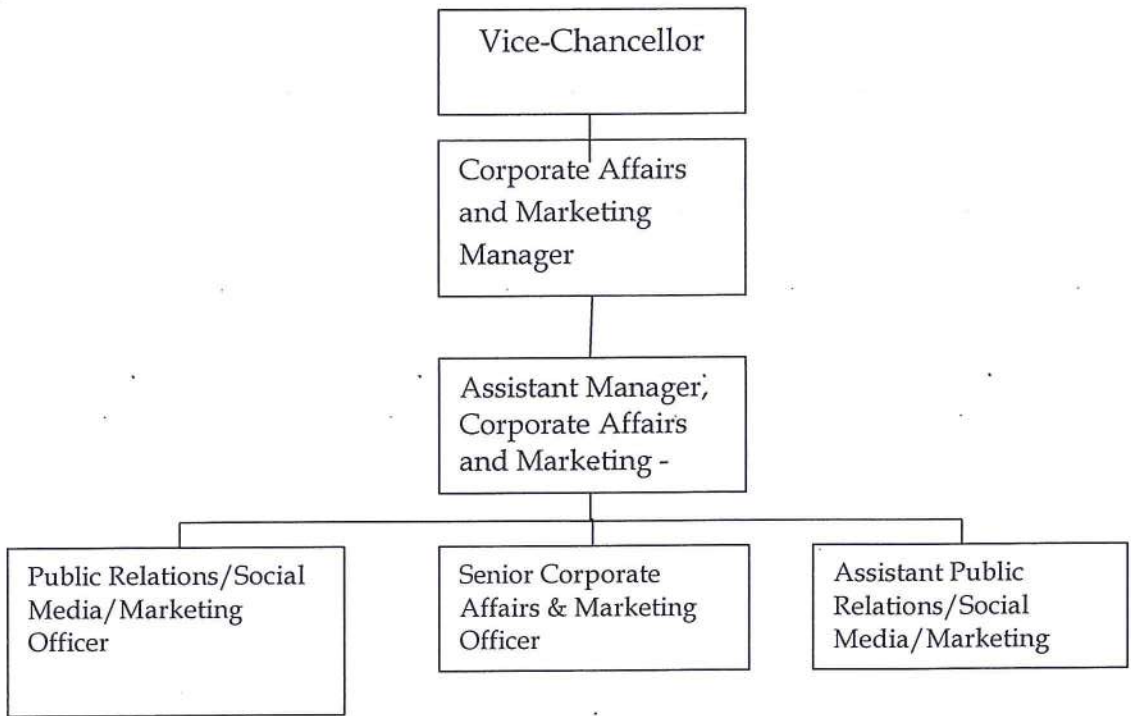 Vice-Chancellor
Corporate Affairs
and Marketing
Manager
Assistant Manager,
Corporate Affairs
and Marketing -
Public Relations/Social
Media/Marketing
Officer
Senior Corporate
Affairs & Marketing
Officer
Assistant Public
Relations/Social
Media/Marketing